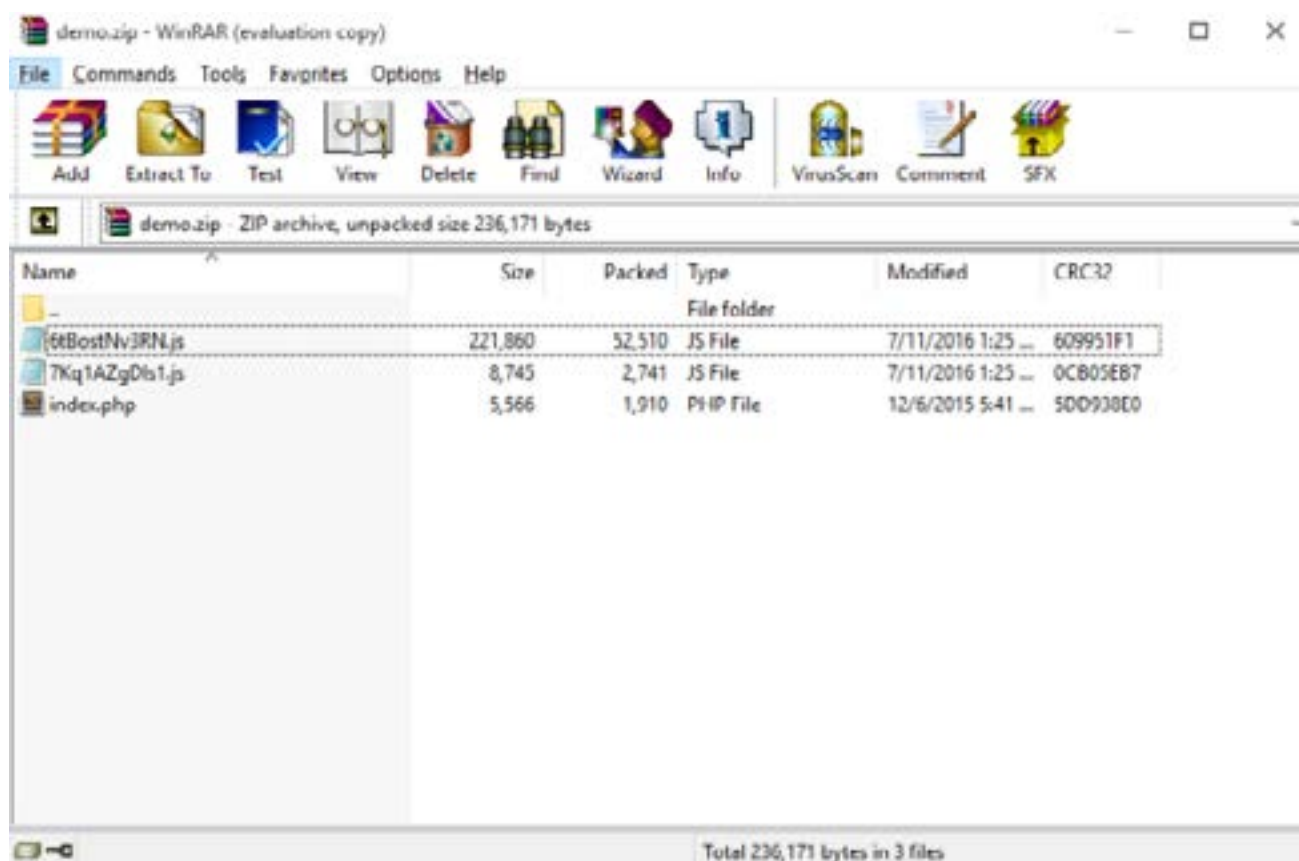 demo.zip - WinRAR (evaluation copy)
File Commands Tools Favorites Options Help
Add Extract To Test View Delete Find Wizard Info VirusScan Comment SFX
demo.zip - ZIP archive, unpacked size 236,171 bytes
Name Size Packed Type Modified CRC32
.. File folder
6tBostNv3RN.js 221,860 52,510 JS File 7/11/2016 1:25 ... 609951F1
7Kq1AZgDIs1.js 8,745 2,741 JS File 7/11/2016 1:25 ... 0CB05EB7
index.php 5,566 1,910 PHP File 12/6/2015 5:41 ... 5DD938E0
Total 236,171 bytes in 3 files